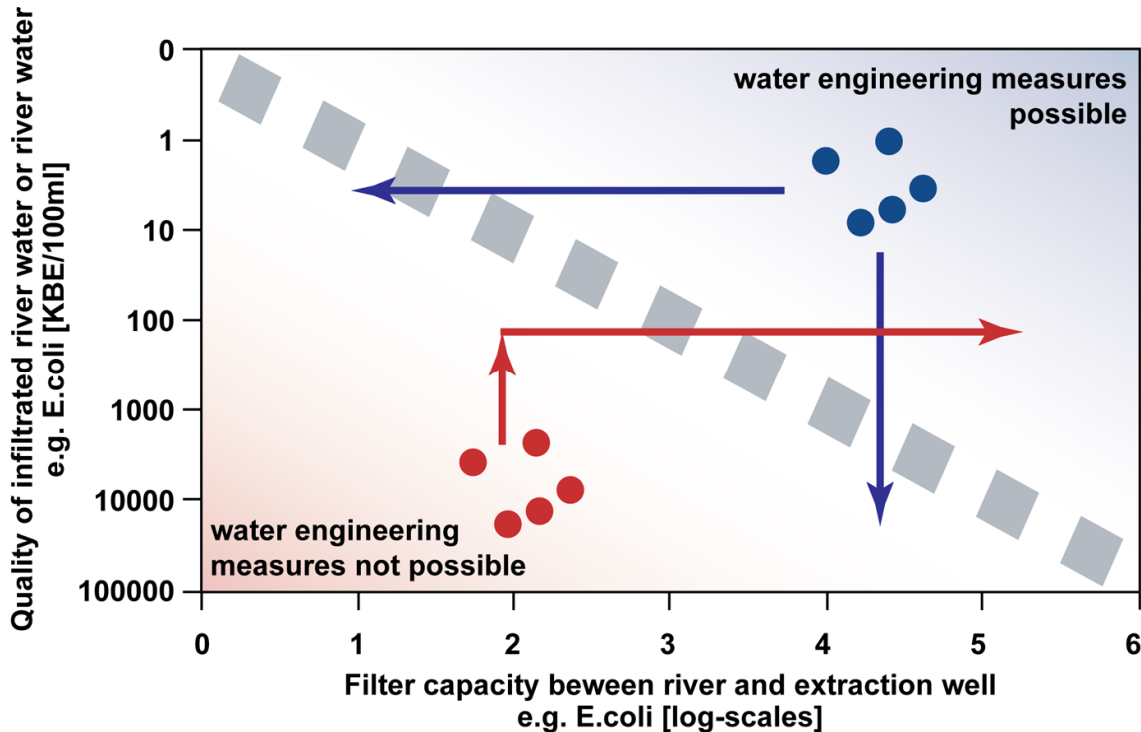 Quality of infiltrated river water or river water
e.g. E.coli [KBE/100ml]
0
1
10
100
1000
10000
100000
water engineering measures
possible
water engineering
measures not possible
0 1 2 3 4 5 6
Filter capacity beween river and extraction well
e.g. E.coli [log-scales]